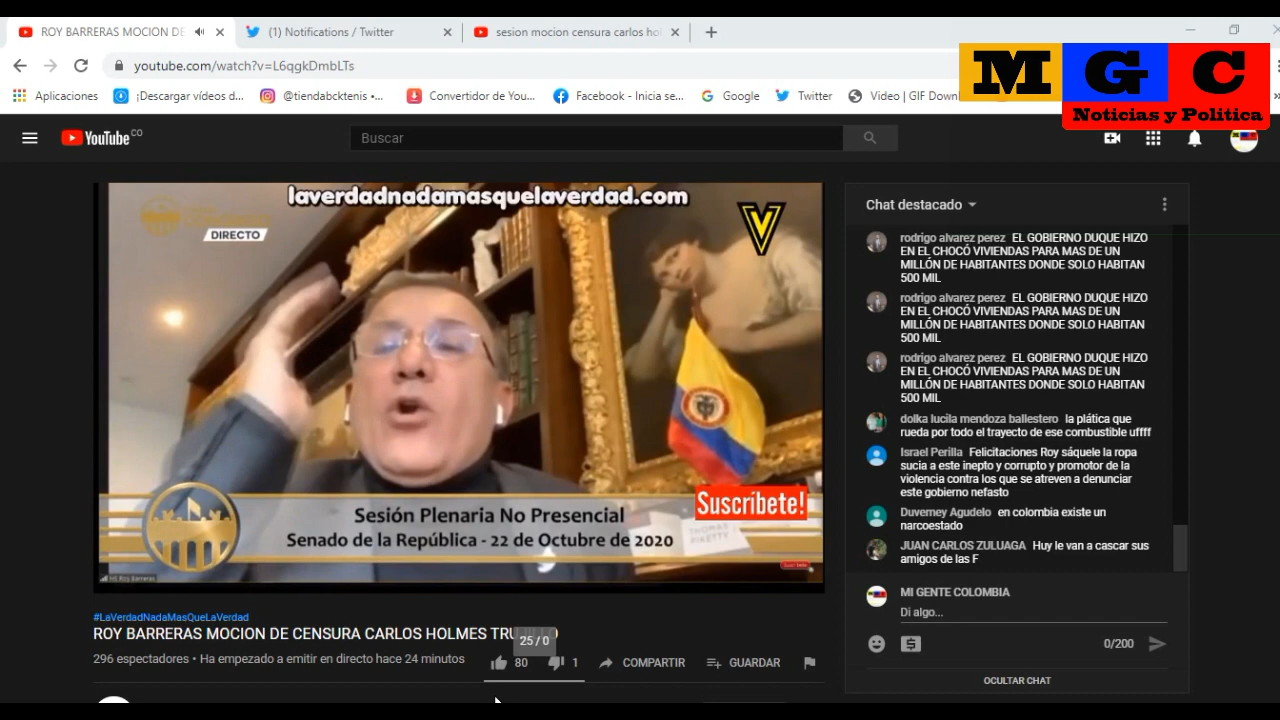 ROY BARRERAS MOCION DE
(1) Notifications / Twitter
sesion mocion censura carlos hol
youtube.com/watch?v=L6qgkDmbLTs
Aplicaciones
¡Descargar vídeos d...
@tiendabcktenis •...
Convertidor de You...
Facebook - Inicia se...
Google
Twitter
Video | GIF Downl
M G C
Noticias y Politica
YouTube CO
Buscar
laverdadnadamasquelaverdad.com
DIRECTO
V
Suscríbete!
Sesión Plenaria No Presencial
Senado de la República - 22 de Octubre de 2020
THOMAS
PIKETTY
HS Roy Barreras
#LaVerdadNadaMasQueLaVerdad
ROY BARRERAS MOCION DE CENSURA CARLOS HOLMES TRUJILLO
25 / 0
296 espectadores • Ha empezado a emitir en directo hace 24 minutos
80
1
COMPARTIR
GUARDAR
Chat destacado
rodrigo alvarez perez EL GOBIERNO DUQUE HIZO
EN EL CHOCÓ VIVIENDAS PARA MAS DE UN
MILLÓN DE HABITANTES DONDE SOLO HABITAN
500 MIL
rodrigo alvarez perez EL GOBIERNO DUQUE HIZO
EN EL CHOCÓ VIVIENDAS PARA MAS DE UN
MILLÓN DE HABITANTES DONDE SOLO HABITAN
500 MIL
rodrigo alvarez perez EL GOBIERNO DUQUE HIZO
EN EL CHOCÓ VIVIENDAS PARA MAS DE UN
MILLÓN DE HABITANTES DONDE SOLO HABITAN
500 MIL
dolka lucila mendoza ballestero la plática que
rueda por todo el trayecto de ese combustible uffff
Israel Perilla Felicitaciones Roy sáquele la ropa
sucia a este inepto y corrupto y promotor de la
violencia contra los que se atreven a denunciar
este gobierno nefasto
Duverney Agudelo en colombia existe un
narcoestado
JUAN CARLOS ZULUAGA Huy le van a cascar sus
amigos de las F
MI GENTE COLOMBIA
Di algo...
0/200
OCULTAR CHAT